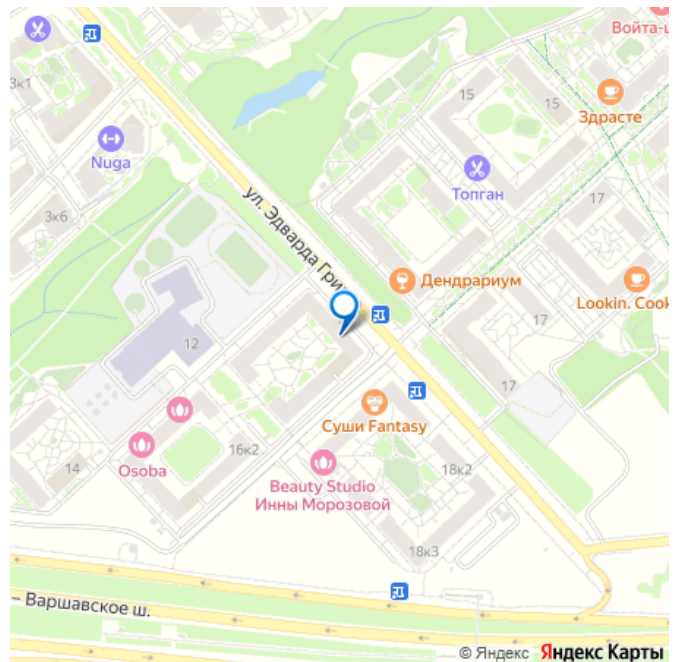 Войта-ц
3к1
15
15
Здрасте
Nuga
Топган
17
3к6
ул. Эдварда Гри
Дендрариум
Lookin. Cook
17
12
17
Суши Fantasy
16к2
Osoba
18к2
14
Beauty Studio
Инны Морозовой
18к3
Варшавское ш.
© Яндекс Яндекс Карты